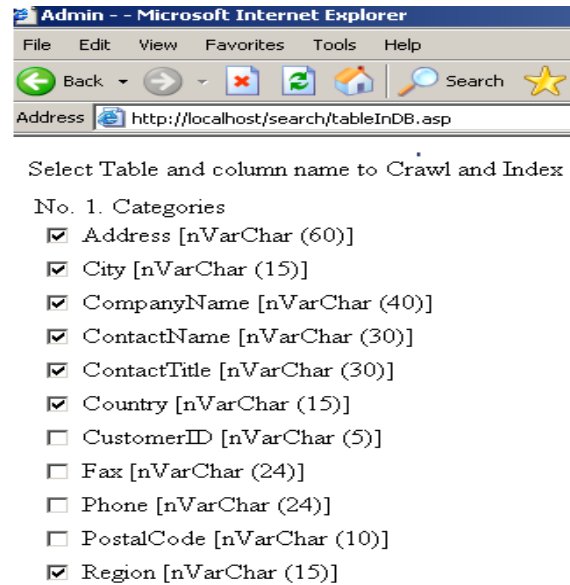 Admin - - Microsoft Internet Explorer
File Edit View Favorites Tools Help
Back Search
Address http://localhost/search/tableInDB.asp
Select Table and column name to Crawl and Index
No. 1. Categories
Address [nVarChar (60)]
City [nVarChar (15)]
CompanyName [nVarChar (40)]
ContactName [nVarChar (30)]
ContactTitle [nVarChar (30)]
Country [nVarChar (15)]
CustomerID [nVarChar (5)]
Fax [nVarChar (24)]
Phone [nVarChar (24)]
PostalCode [nVarChar (10)]
Region [nVarChar (15)]